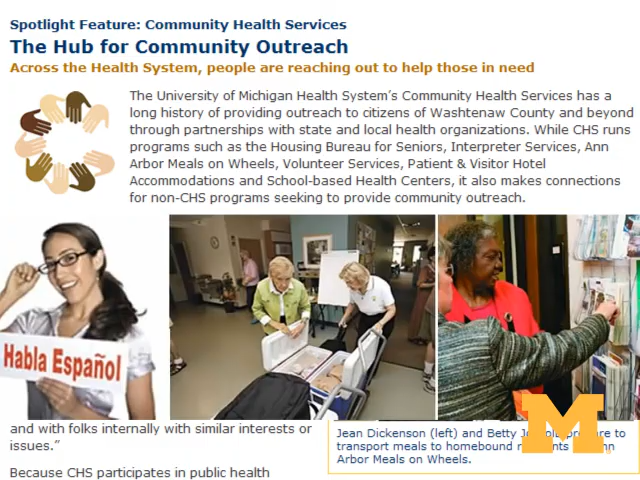 Spotlight Feature: Community Health Services
The Hub for Community Outreach
Across the Health System, people are reaching out to help those in need
The University of Michigan Health System's Community Health Services has a
long history of providing outreach to citizens of Washtenaw County and beyond
through partnerships with state and local health organizations. While CHS runs
programs such as the Housing Bureau for Seniors, Interpreter Services, Ann
Arbor Meals on Wheels, Volunteer Services, Patient & Visitor Hotel
Accommodations and School-based Health Centers, it also makes connections
for non-CHS programs seeking to provide community outreach.
Habla Español
and with folks internally with similar interests or
issues."
Because CHS participates in public health
Jean Dickenson (left) and Betty to
transport meals to homebound
Arbor Meals on Wheels.
M